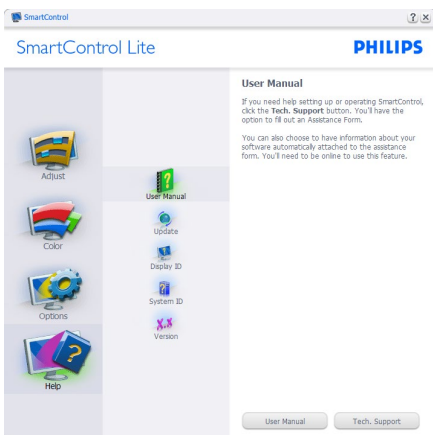 SmartControl
? X
SmartControl Lite
PHILIPS
Adjust
Color
Options
Help
User Manual
Update
Display ID
System ID
X.X
Version
User Manual
If you need help setting up or operating SmartControl,
click the Tech. Support button. You'll have the
option to fill out an Assistance Form.
You can also choose to have information about your
software automatically attached to the assistance
form. You'll need to be online to use this feature.
User Manual
Tech. Support